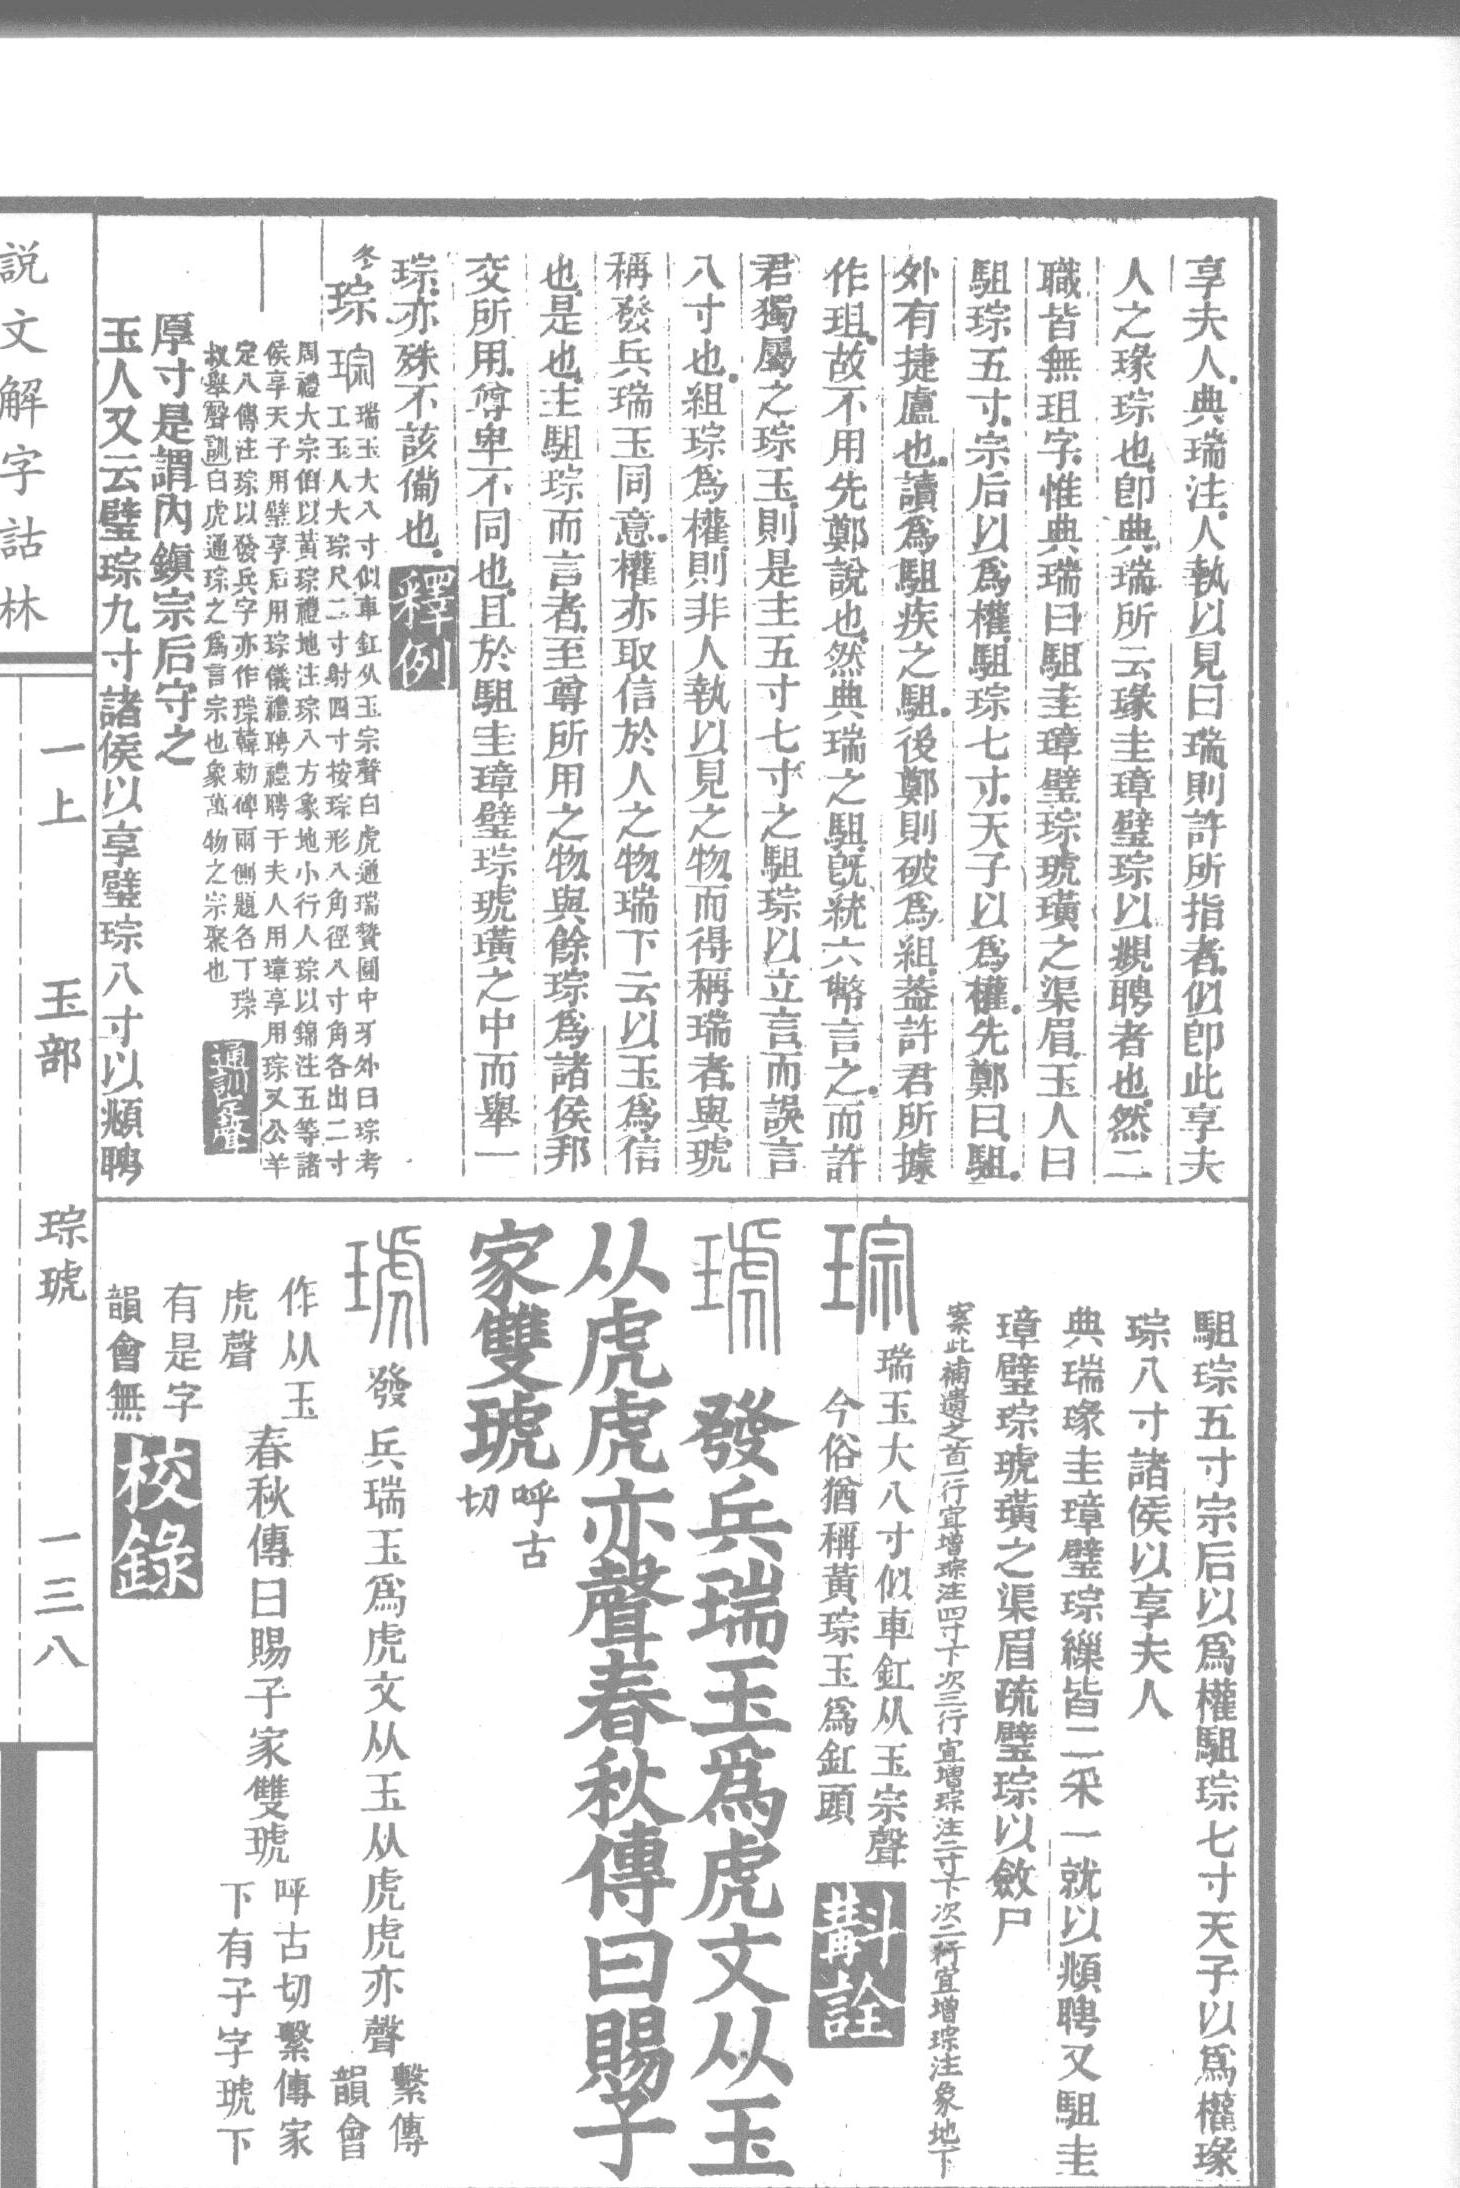 享夫人典瑞注人執以見曰瑞則許所指者似卽此享夫
人之瑑琮也卽典瑞所云瑑圭璋璧琮以覜聘者也然二
職皆無珇字惟典瑞曰駔圭璋璧琮琥璜之渠眉玉人曰
駔琮五寸宗后以爲權駔琮七寸天子以爲權先鄭曰駔
外有捷盧也讀爲駔疾之駔後鄭則破爲組葢許君所據
作珇故不用先鄭說也然典瑞之駔旣統六幣言之而許
君獨屬之琮玉則是主五寸七寸之駔琮以立言而誤言
八寸也組琮爲權則非人執以見之物而得稱瑞者與琥
稱發兵瑞玉同意權亦取信於人之物瑞下云以玉爲信
也是也主駔琮而言者至尊所用之物與餘琮爲諸侯邦
交所用尊卑不同也且於駔圭璋璧琮琥璜之中而舉一
琮亦殊不該備也釋例
冬琮琮瑞玉大八寸似車釭从玉宗聲白虎通瑞贊圓中牙外曰琮考
工玉人大琮尺二寸射四寸按琮形八角徑八寸角各出二寸
周禮大宗伯以黃琮禮地注琮八方象地小行人琮以錦注五等諸
侯享天子用璧享后用琮儀禮聘禮聘于夫人用璋享用琮又公羊
定八傳注琮以發兵字亦作瑹韓勑碑兩側題名丁瑹
叔舉聲訓白虎通琮之爲言宗也象萬物之宗聚也通訓定聲
厚寸是謂內鎮宗后守之
玉人又云璧琮九寸諸侯以享璧琮八寸以頫聘
駔琮五寸宗后以爲權駔琮七寸天子以爲權瑑
琮八寸諸侯以享夫人
典瑞瑑圭璋璧琮繅皆二采一就以頫聘又駔圭
璋璧琮琥璜之渠眉疏璧琮以斂尸
案此補遺之首一行宜增琮注四寸下次三行宜增琮注二寸下次二行宜增琮注象地下
琮瑞玉大八寸似車釭从玉宗聲
今俗猶稱黃琮玉爲釭頭斠詮
琥發兵瑞玉爲虎文从玉
从虎虎亦聲春秋傳曰賜子
家雙琥呼古
切
琥發兵瑞玉爲虎文从玉从虎虎亦聲繫傳
韻會
作从玉
虎聲春秋傳曰賜子家雙琥呼古切繫傳家
下有子字琥下
有是字
韻會無校錄
說文解字詁林
一上 玉部 琮琥 一三八